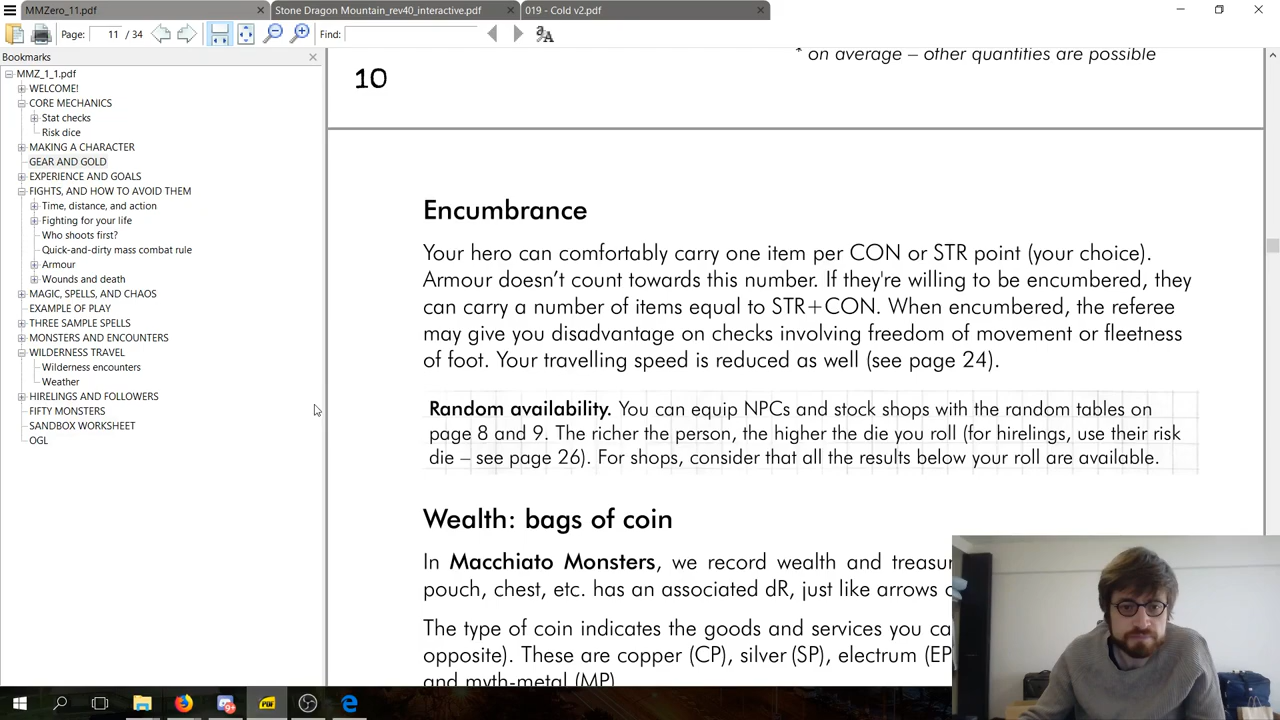 MMZero_11.pdf
Stone Dragon Mountain_rev40_interactive.pdf
019 - Cold v2.pdf
Page: 11 / 34
Find:
Bookmarks
MMZ_1_1.pdf
WELCOME!
CORE MECHANICS
Stat checks
Risk dice
MAKING A CHARACTER
GEAR AND GOLD
EXPERIENCE AND GOALS
FIGHTS, AND HOW TO AVOID THEM
Time, distance, and action
Fighting for your life
Who shoots first?
Quick-and-dirty mass combat rule
Armour
Wounds and death
MAGIC, SPELLS, AND CHAOS
EXAMPLE OF PLAY
THREE SAMPLE SPELLS
MONSTERS AND ENCOUNTERS
WILDERNESS TRAVEL
Wilderness encounters
Weather
HIRELINGS AND FOLLOWERS
FIFTY MONSTERS
SANDBOX WORKSHEET
OGL
* on average – other quantities are possible
10
Encumbrance
Your hero can comfortably carry one item per CON or STR point (your choice).
Armour doesn't count towards this number. If they're willing to be encumbered, they
can carry a number of items equal to STR+CON. When encumbered, the referee
may give you disadvantage on checks involving freedom of movement or fleetness
of foot. Your travelling speed is reduced as well (see page 24).
Random availability. You can equip NPCs and stock shops with the random tables on
page 8 and 9. The richer the person, the higher the die you roll (for hirelings, use their risk
die – see page 26). For shops, consider that all the results below your roll are available.
Wealth: bags of coin
In Macchiato Monsters, we record wealth and treasu
pouch, chest, etc. has an associated dR, just like arrows
The type of coin indicates the goods and services you ca
opposite). These are copper (CP), silver (SP), electrum (EP
and myth-metal (MP)
PDF